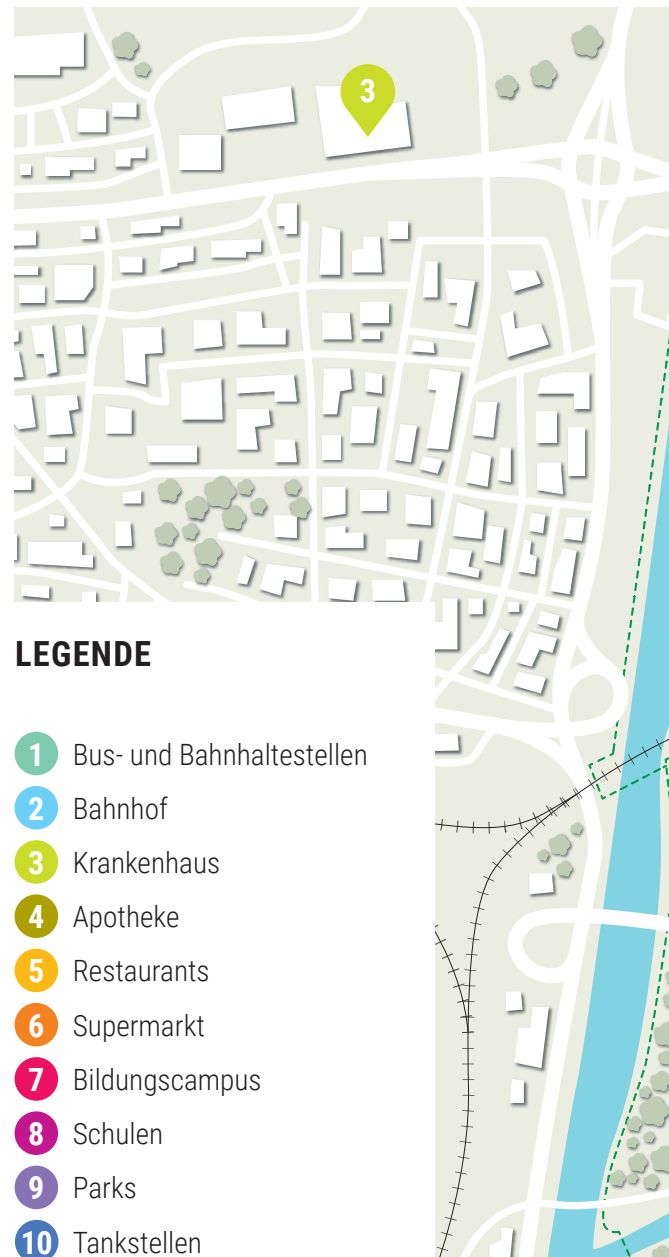 3
LEGENDE
1 Bus- und Bahnhaltestellen
2 Bahnhof
3 Krankenhaus
4 Apotheke
5 Restaurants
6 Supermarkt
7 Bildungscampus
8 Schulen
9 Parks
10 Tankstellen